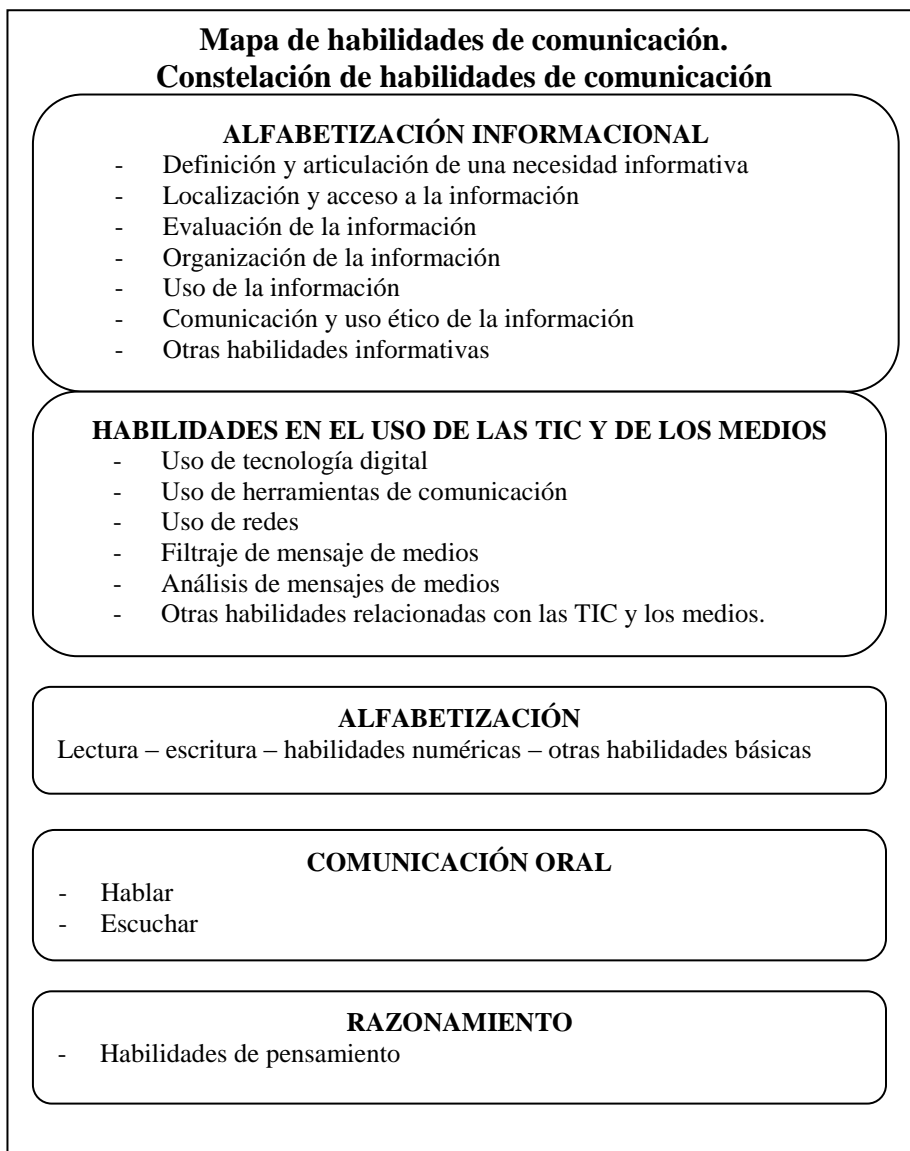 Mapa de habilidades de comunicación.
Constelación de habilidades de comunicación
ALFABETIZACIÓN INFORMACIONAL
- Definición y articulación de una necesidad informativa
- Localización y acceso a la información
- Evaluación de la información
- Organización de la información
- Uso de la información
- Comunicación y uso ético de la información
- Otras habilidades informativas
HABILIDADES EN EL USO DE LAS TIC Y DE LOS MEDIOS
- Uso de tecnología digital
- Uso de herramientas de comunicación
- Uso de redes
- Filtraje de mensaje de medios
- Análisis de mensajes de medios
- Otras habilidades relacionadas con las TIC y los medios.
ALFABETIZACIÓN
Lectura – escritura – habilidades numéricas – otras habilidades básicas
COMUNICACIÓN ORAL
- Hablar
- Escuchar
RAZONAMIENTO
- Habilidades de pensamiento